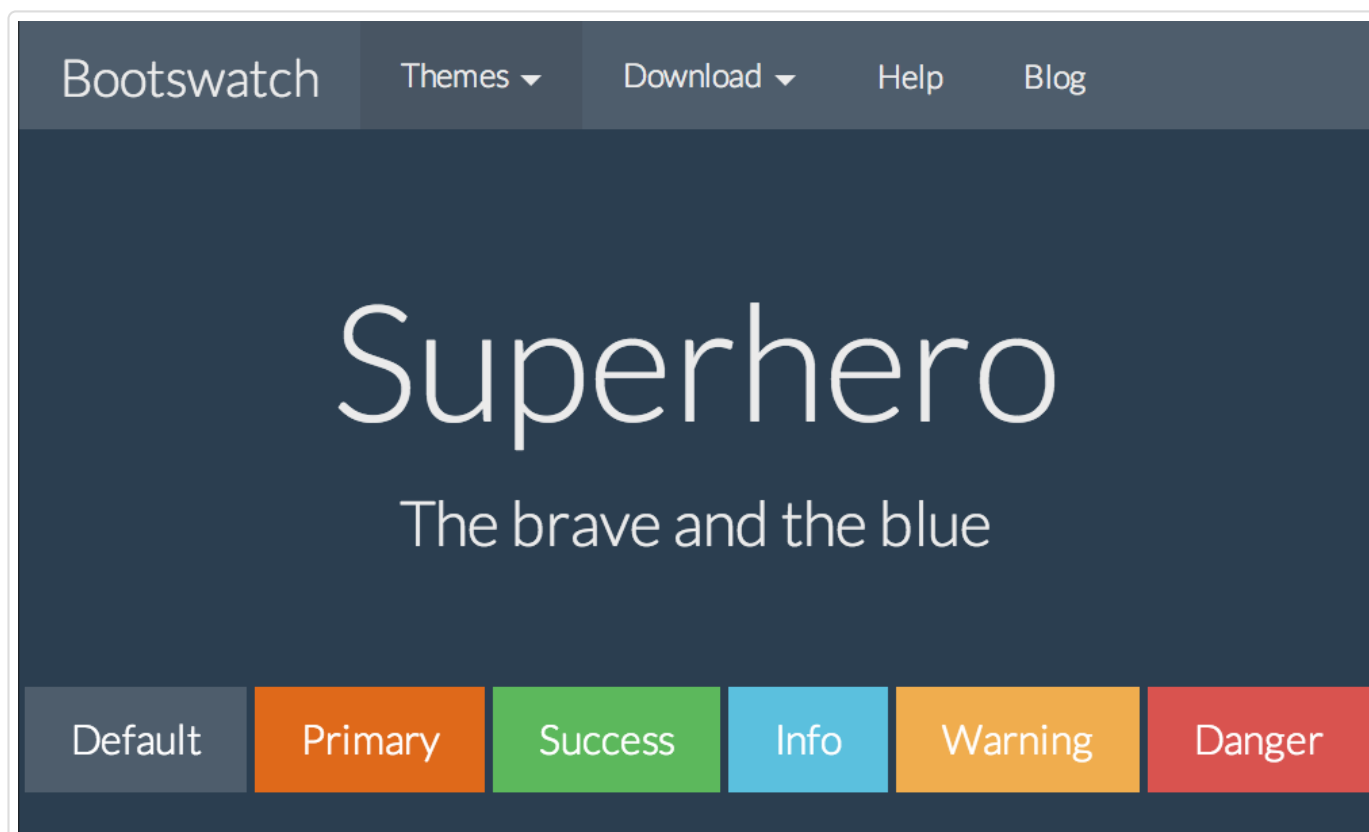 Bootswatch Themes Download Help Blog
Superhero
The brave and the blue
Default Primary Success Info Warning Danger